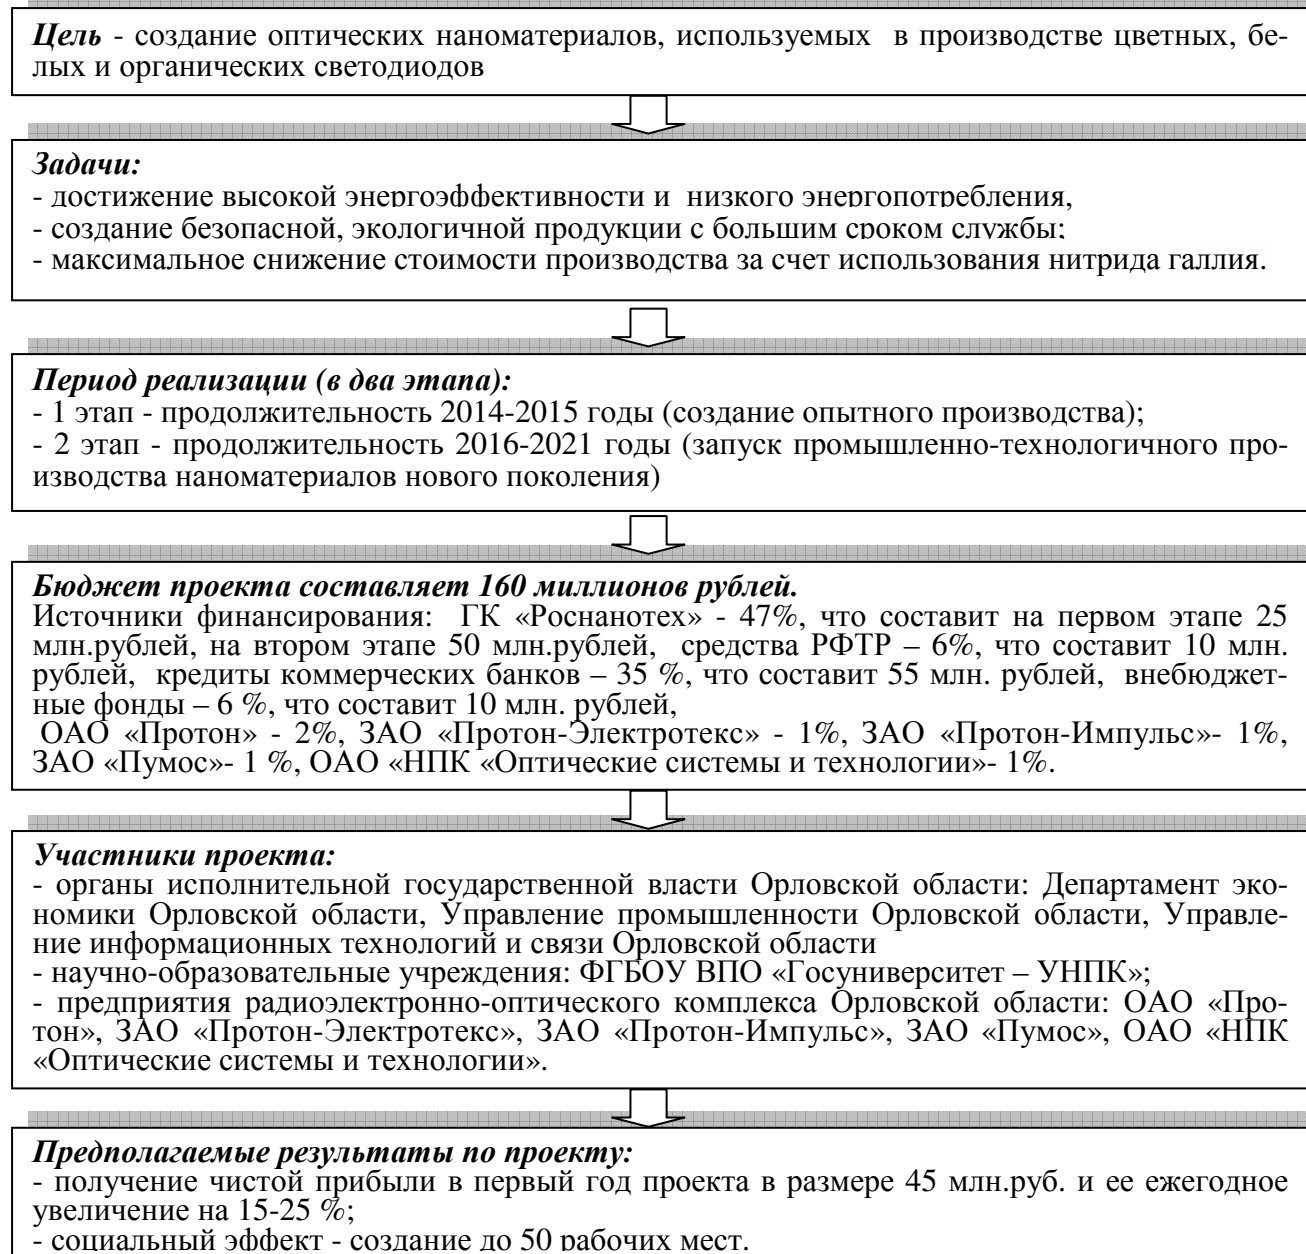 Цель - создание оптических наноматериалов, используемых в производстве цветных, бе-
лых и органических светодиодов
Задачи:
- достижение высокой энергоэффективности и низкого энергопотребления,
- создание безопасной, экологичной продукции с большим сроком службы;
- максимальное снижение стоимости производства за счет использования нитрида галлия.
Период реализации (в два этапа):
- 1 этап - продолжительность 2014-2015 годы (создание опытного производства);
- 2 этап - продолжительность 2016-2021 годы (запуск промышленно-технологичного про-
изводства наноматериалов нового поколения)
Бюджет проекта составляет 160 миллионов рублей.
Источники финансирования: ГК «Роснанотех» - 47%, что составит на первом этапе 25
млн.рублей, на втором этапе 50 млн.рублей, средства РФТР – 6%, что составит 10 млн.
рублей, кредиты коммерческих банков – 35 %, что составит 55 млн. рублей, внебюджет-
ные фонды – 6 %, что составит 10 млн. рублей,
ОАО «Протон» - 2%, ЗАО «Протон-Электротекс» - 1%, ЗАО «Протон-Импульс»- 1%,
ЗАО «Пумос»- 1 %, ОАО «НПК «Оптические системы и технологии»- 1%.
Участники проекта:
- органы исполнительной государственной власти Орловской области: Департамент эко-
номики Орловской области, Управление промышленности Орловской области, Управле-
ние информационных технологий и связи Орловской области
- научно-образовательные учреждения: ФГБОУ ВПО «Госуниверситет – УНПК»;
- предприятия радиоэлектронно-оптического комплекса Орловской области: ОАО «Про-
тон», ЗАО «Протон-Электротекс», ЗАО «Протон-Импульс», ЗАО «Пумос», ОАО «НПК
«Оптические системы и технологии».
Предполагаемые результаты по проекту:
- получение чистой прибыли в первый год проекта в размере 45 млн.руб. и ее ежегодное
увеличение на 15-25 %;
- социальный эффект - создание до 50 рабочих мест.